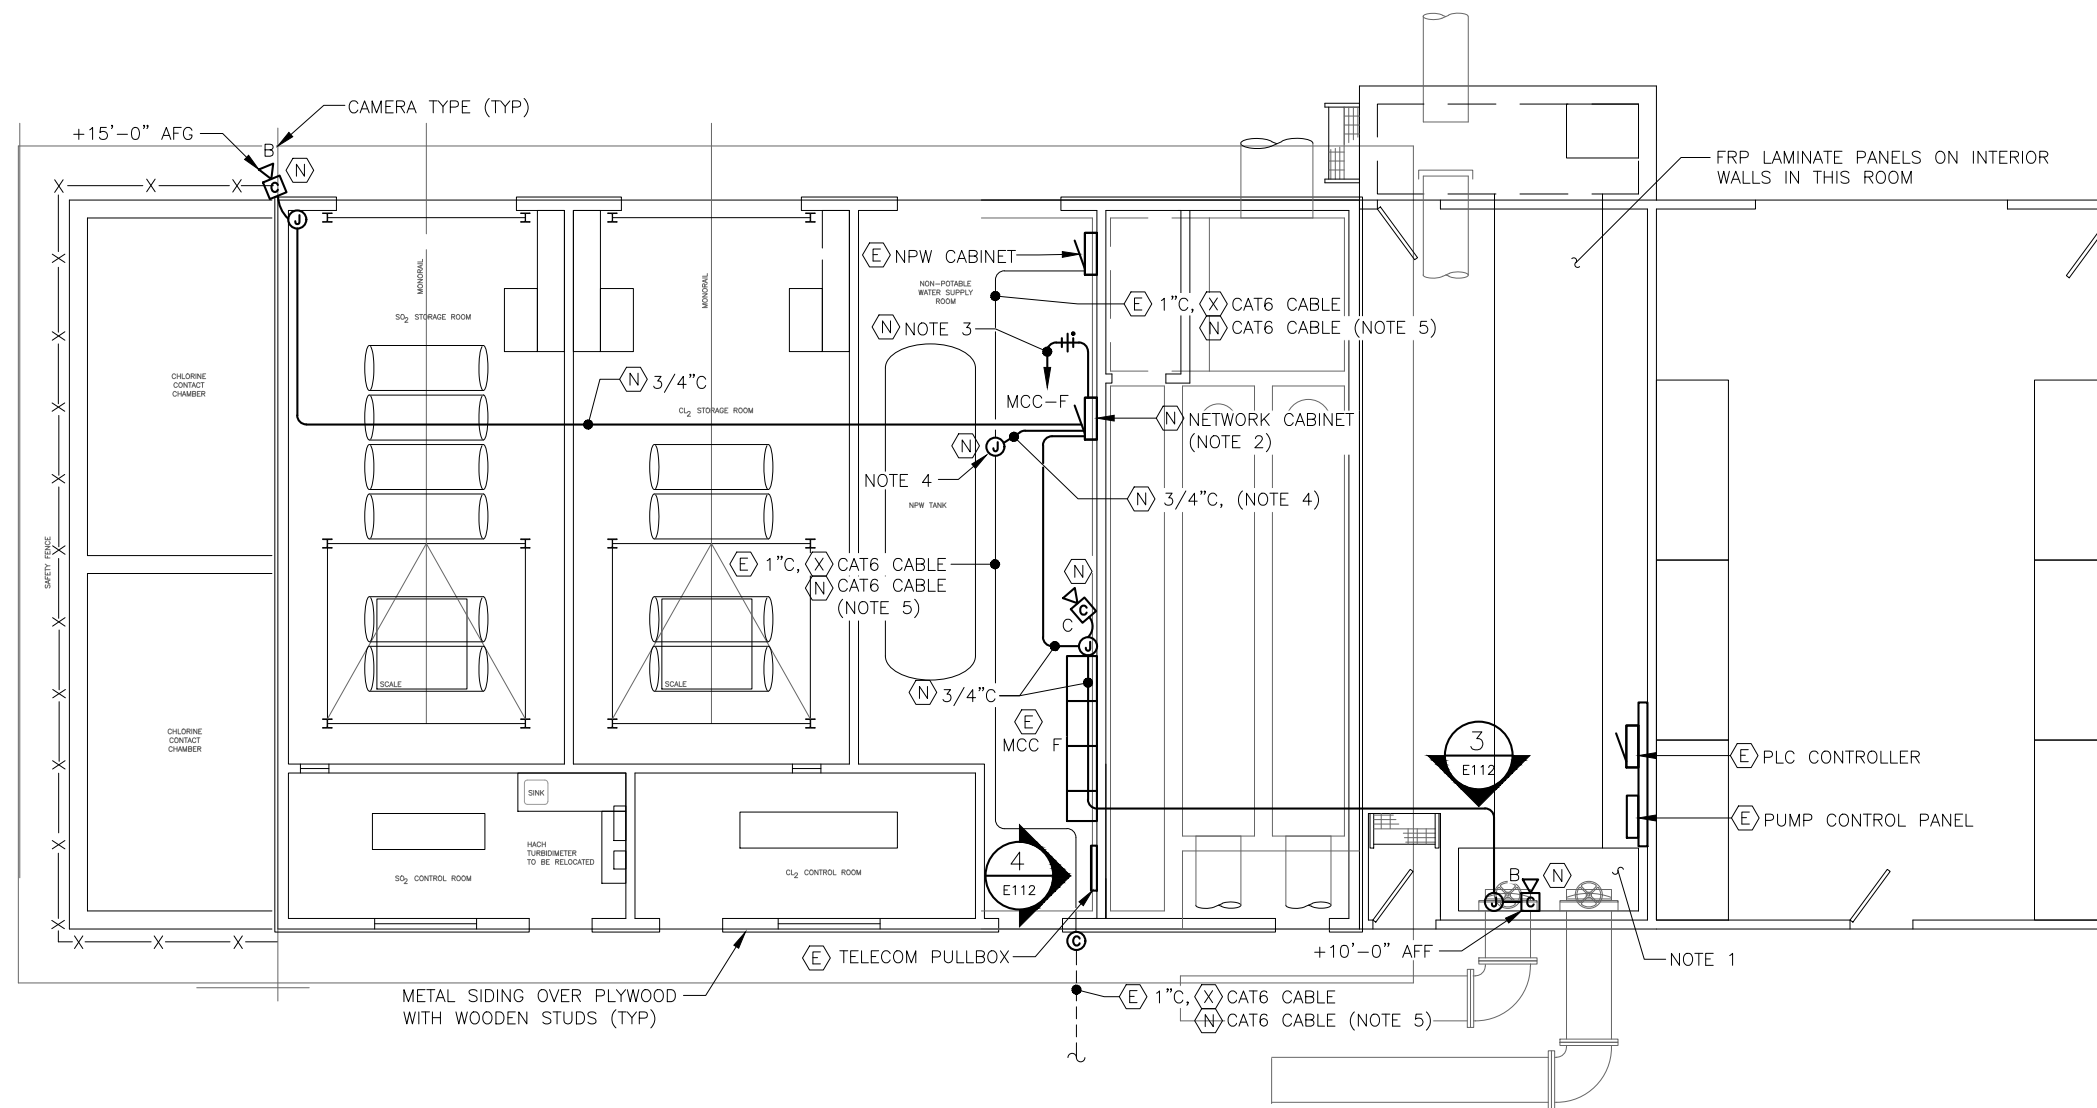 CAMERA TYPE (TYP)
+15'-0" AFG
B
N
C
J
FRP LAMINATE PANELS ON INTERIOR
WALLS IN THIS ROOM
X X X
E NPW CABINET
MONORAIL
MONORAIL
NON-POTABLE
WATER SUPPLY
ROOM
SO2 STORAGE ROOM
E 1"C, X CAT6 CABLE
N CAT6 CABLE (NOTE 5)
N NOTE 3
CHLORINE
CONTACT
CHAMBER
N 3/4"C
MCC-F
CL2 STORAGE ROOM
N NETWORK CABINET
(NOTE 2)
N
J
NOTE 4
N 3/4"C, (NOTE 4)
NPW TANK
SAFETY FENCE
X X X X X X X X X X X
E 1"C, X CAT6 CABLE
N CAT6 CABLE
(NOTE 5)
N
C
C
J
SCALE
SCALE
N 3/4"C
E
MCC F
CHLORINE
CONTACT
CHAMBER
3
E112
E PLC CONTROLLER
SINK
E PUMP CONTROL PANEL
HACH
TURBIDIMETER
TO BE RELOCATED
SO2 CONTROL ROOM
CL2 CONTROL ROOM
4
E112
B
N
J
C
X X X
C
E TELECOM PULLBOX
+10'-0" AFF
NOTE 1
METAL SIDING OVER PLYWOOD
WITH WOODEN STUDS (TYP)
E 1"C, X CAT6 CABLE
N CAT6 CABLE (NOTE 5)